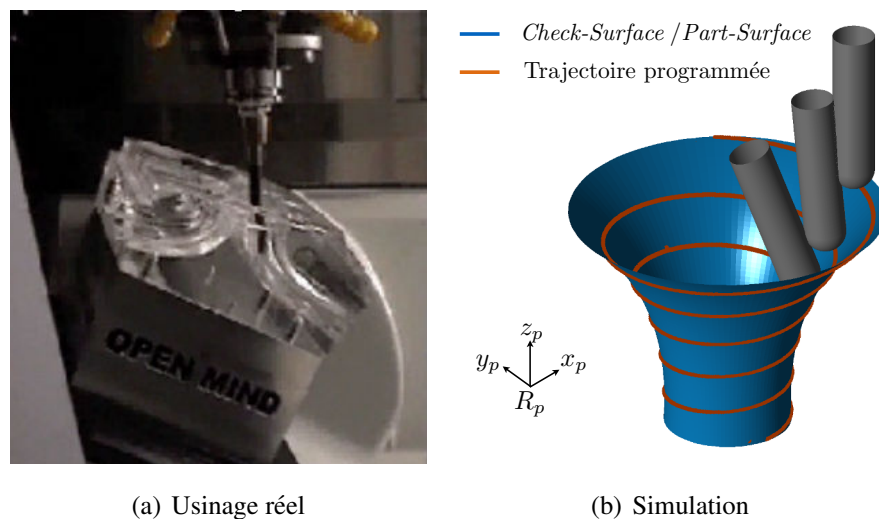 Check-Surface / Part-Surface
Trajectoire programmée
OPEN MIND
z_p
y_p
x_p
R_p
(a) Usinage réel
(b) Simulation